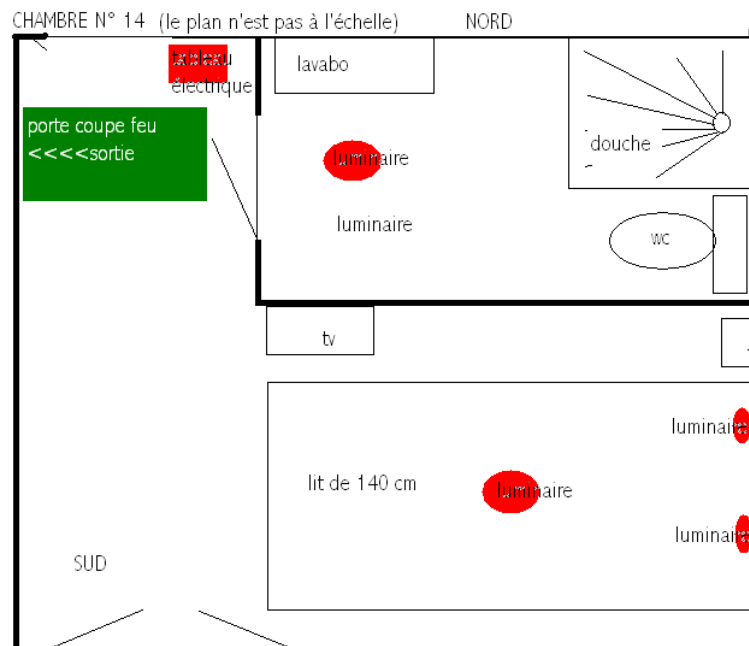 CHAMBRE N° 14 (le plan n'est pas à l'échelle) NORD
tableau
électrique
lavabo
porte coupe feu
<<<<sortie
luminaire
douche
luminaire
wc
tv
luminaire
lit de 140 cm
luminaire
luminaire
SUD